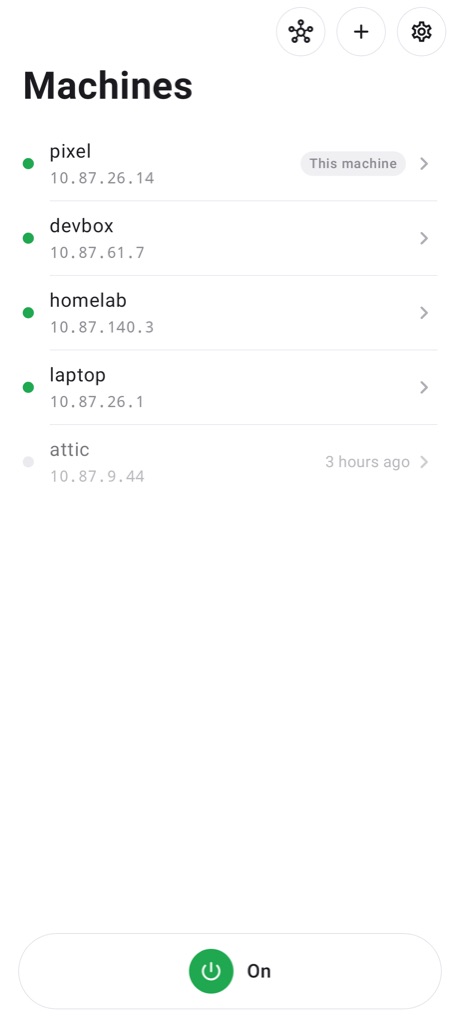 Machines
pixel
10.87.26.14
This machine
devbox
10.87.61.7
homelab
10.87.140.3
laptop
10.87.26.1
attic
10.87.9.44
3 hours ago
On